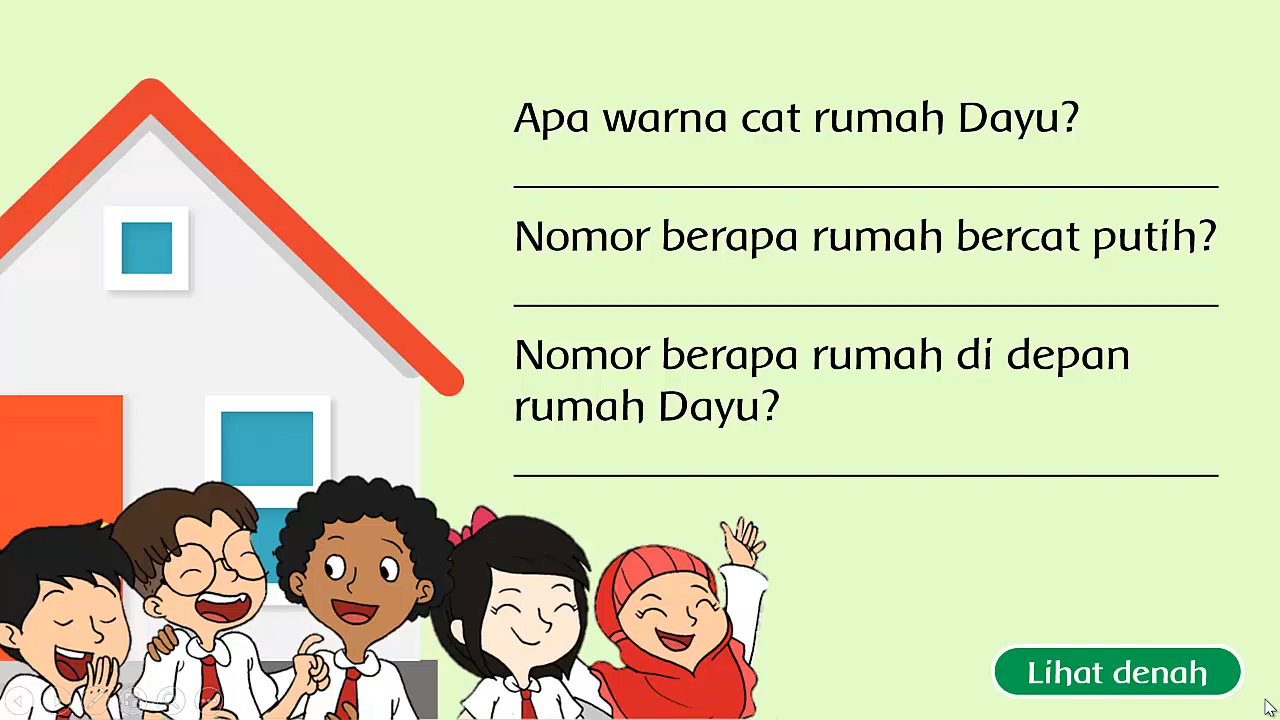 Apa warna cat rumah Dayu?
Nomor berapa rumah bercat putih?
Nomor berapa rumah di depan
rumah Dayu?
Lihat denah